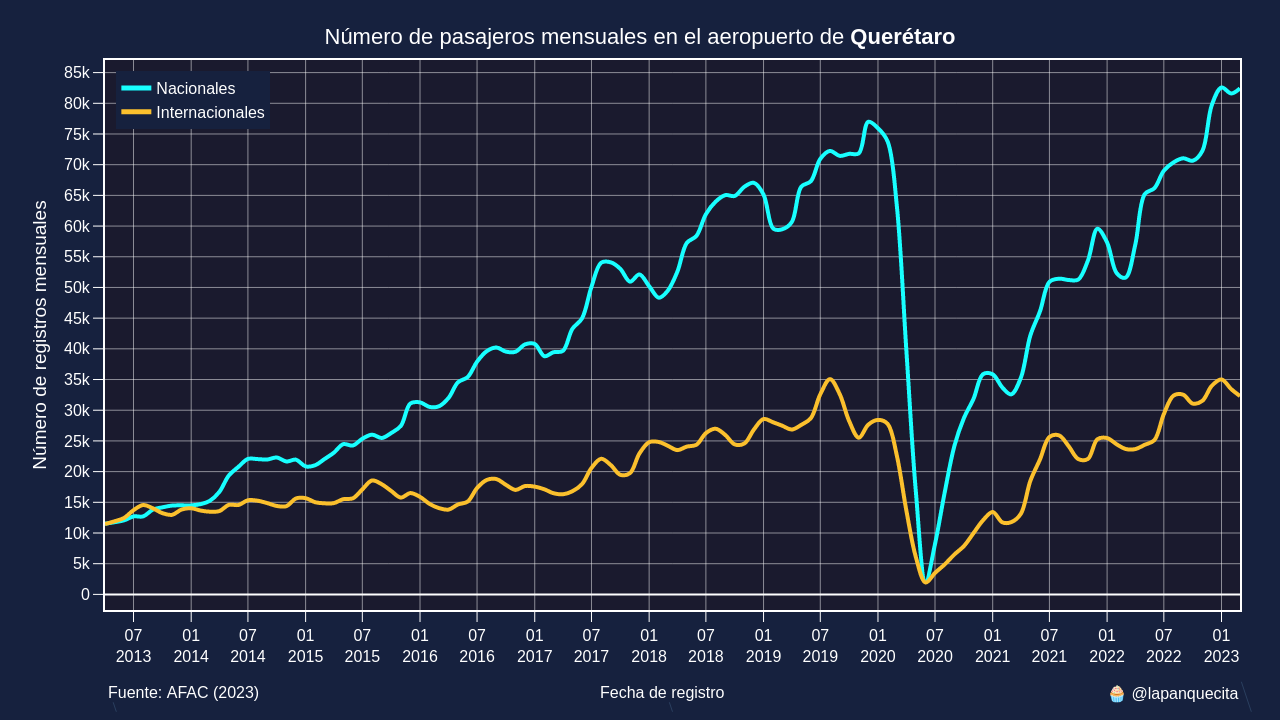 Número de pasajeros mensuales en el aeropuerto de Querétaro
Nacionales
Internacionales
Número de registros mensuales
85k
80k
75k
70k
65k
60k
55k
50k
45k
40k
35k
30k
25k
20k
15k
10k
5k
0
07 01 07 01 07 01 07 01 07 01 07 01 07 01 07 01 07 01 07 01
2013 2014 2014 2015 2015 2016 2016 2017 2017 2018 2018 2019 2019 2020 2020 2021 2021 2022 2022 2023
Fuente: AFAC (2023) Fecha de registro 🧁 @lapanquecita